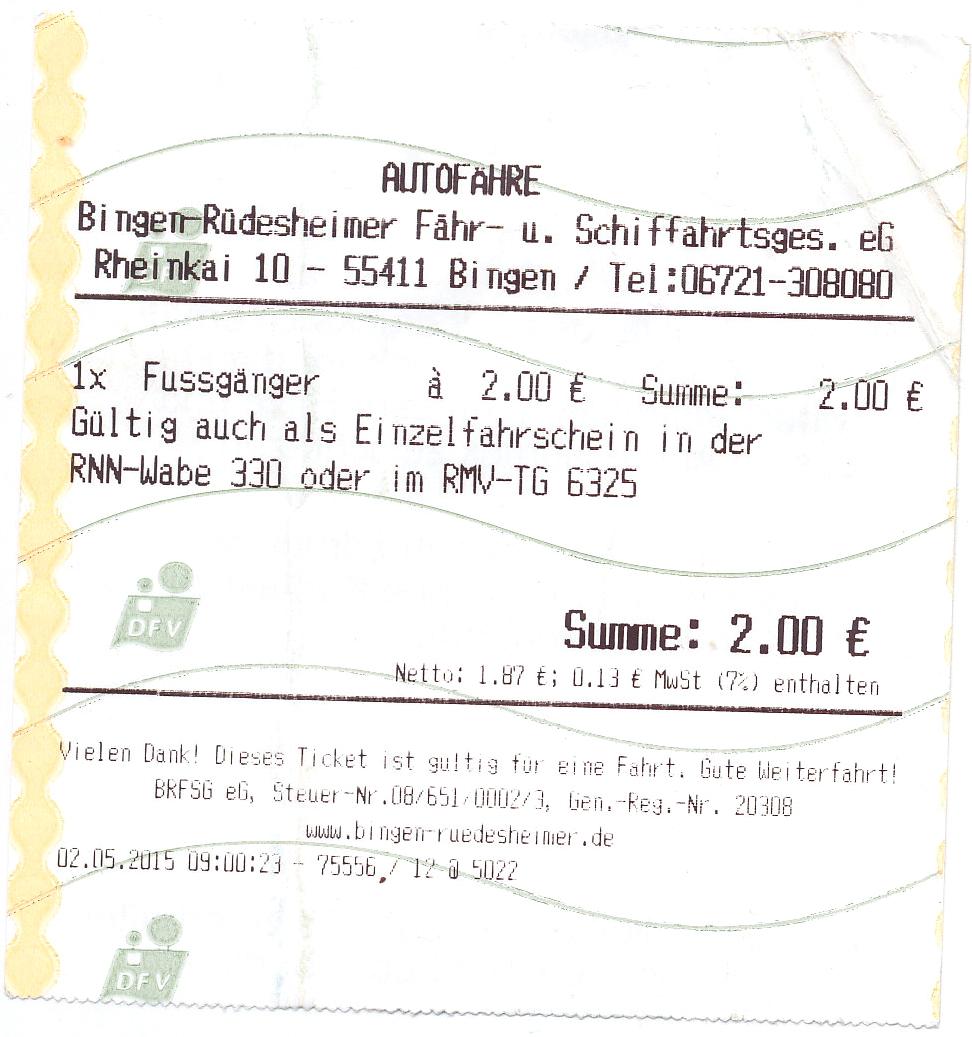 AUTOFÄHRE
Bingen-Rüdesheimer Fähr- u. Schiffahrtsges. eG
Rheinkai 10 - 55411 Bingen / Tel:06721-308080
1x Fussgänger à 2.00 € Summe: 2.00 €
Gültig auch als Einzelfahrschein in der
RNN-Wabe 330 oder im RMV-TG 6325
DFV
Summe: 2.00 €
Netto: 1.87 €; 0.13 € MwSt (7%) enthalten
Vielen Dank! Dieses Ticket ist gültig für eine Fahrt. Gute Weiterfahrt!
BRFSG eG, Steuer-Nr.08/651/0002/3, Gen.-Reg.-Nr. 20308
www.bingen-ruedesheimer.de
02.05.2015 09:00:23 - 75556 / 12 @ 5022
DFV